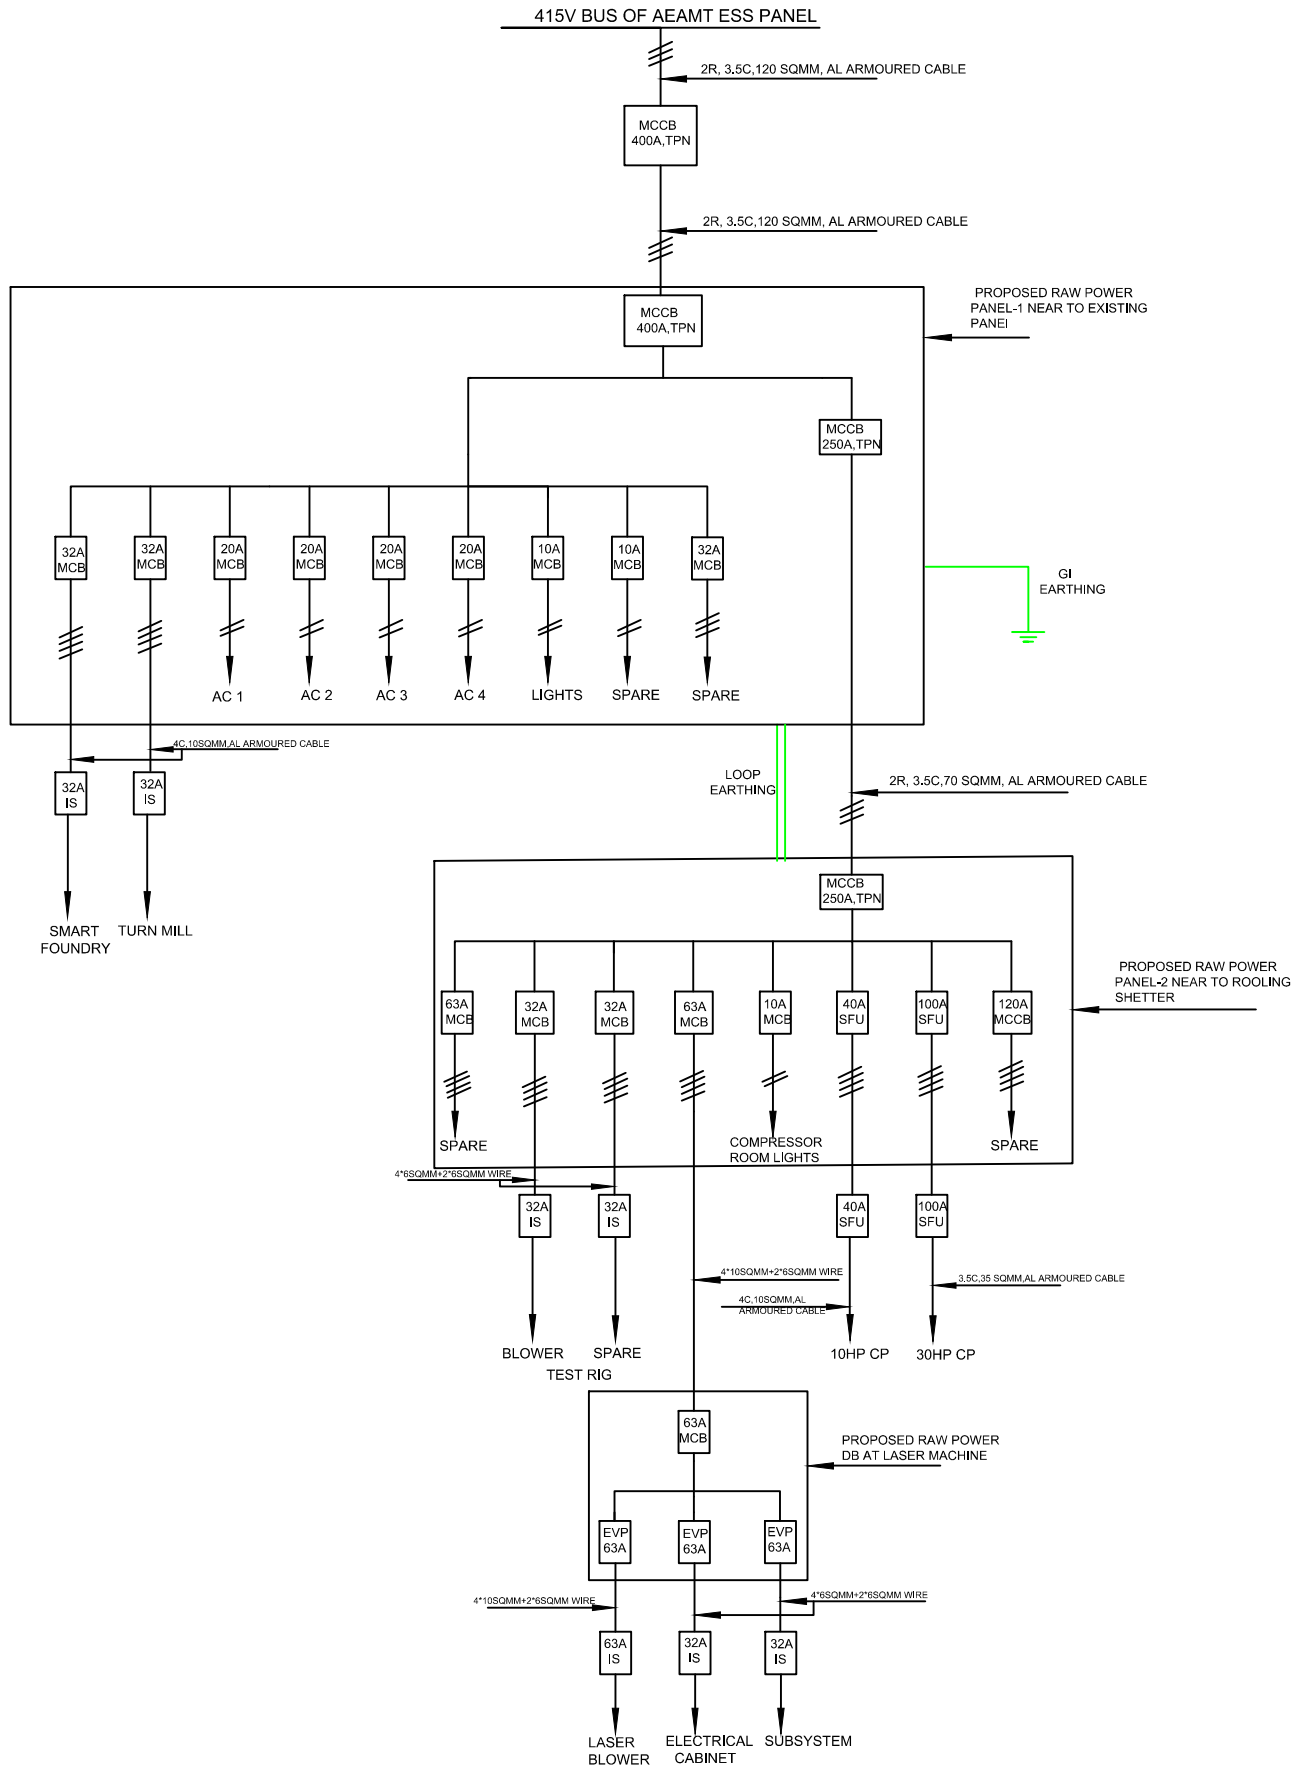 415V BUS OF AEAMT ESS PANEL
2R, 3.5C,120 SQMM, AL ARMOURED CABLE
MCCB
400A,TPN
2R, 3.5C,120 SQMM, AL ARMOURED CABLE
PROPOSED RAW POWER
PANEL-1 NEAR TO EXISTING
PANEl
MCCB
400A,TPN
MCCB
250A,TPN
32A
MCB
32A
MCB
20A
MCB
20A
MCB
20A
MCB
20A
MCB
10A
MCB
10A
MCB
32A
MCB
GI
EARTHING
AC 1
AC 2
AC 3
AC 4
LIGHTS
SPARE
SPARE
4C,10SQMM,AL ARMOURED CABLE
32A
IS
32A
IS
LOOP
EARTHING
2R, 3.5C,70 SQMM, AL ARMOURED CABLE
SMART
FOUNDRY
TURN MILL
MCCB
250A,TPN
PROPOSED RAW POWER
PANEL-2 NEAR TO ROOLING
SHETTER
63A
MCB
32A
MCB
32A
MCB
63A
MCB
10A
MCB
40A
SFU
100A
SFU
120A
MCCB
SPARE
COMPRESSOR
ROOM LIGHTS
SPARE
4*6SQMM+2*6SQMM WIRE
32A
IS
32A
IS
40A
SFU
100A
SFU
4*10SQMM+2*6SQMM WIRE
3.5C,35 SQMM,AL ARMOURED CABLE
4C,10SQMM,AL
ARMOURED CABLE
BLOWER
SPARE
TEST RIG
10HP CP
30HP CP
63A
MCB
PROPOSED RAW POWER
DB AT LASER MACHINE
EVP
63A
EVP
63A
EVP
63A
4*10SQMM+2*6SQMM WIRE
4*6SQMM+2*6SQMM WIRE
63A
IS
32A
IS
32A
IS
LASER
BLOWER
ELECTRICAL
CABINET
SUBSYSTEM